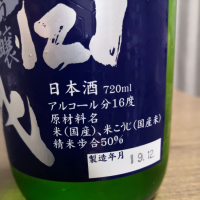 醸
日本酒 720ml
アルコール分16度
原材料名
米(国産)、米こうじ(国産米)
精米歩合50%
製造年月 19.12